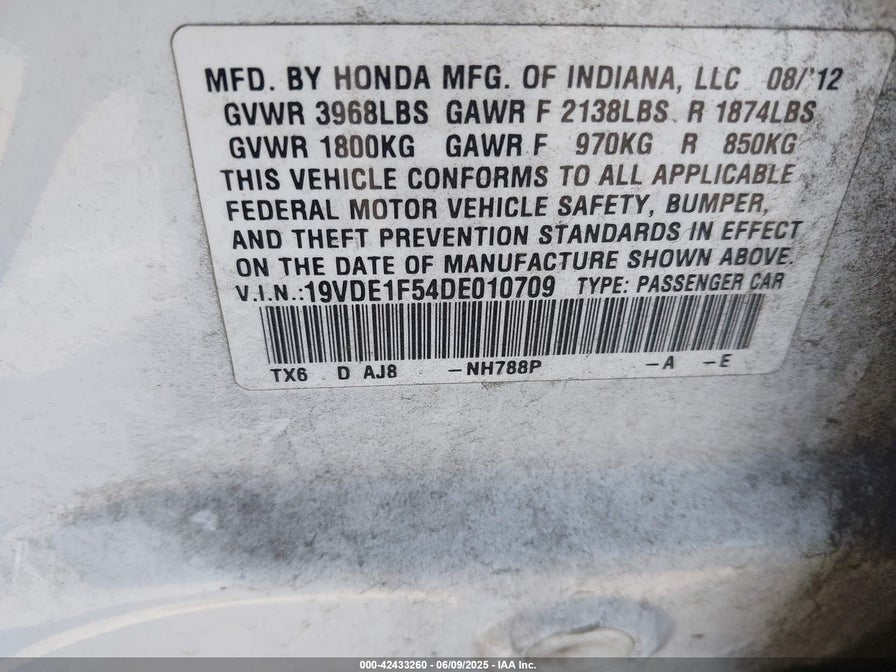 MFD. BY HONDA MFG. OF INDIANA, LLC 08/'12
GVWR 3968LBS GAWR F 2138LBS R 1874LBS
GVWR 1800KG GAWR F 970KG R 850KG
THIS VEHICLE CONFORMS TO ALL APPLICABLE
FEDERAL MOTOR VEHICLE SAFETY, BUMPER,
AND THEFT PREVENTION STANDARDS IN EFFECT
ON THE DATE OF MANUFACTURE SHOWN ABOVE.
V.I.N.:19VDE1F54DE010709 TYPE: PASSENGER CAR
TX6 D AJ8 -NH788P -A -E
000-42433260 - 06/09/2025 - IAA Inc.